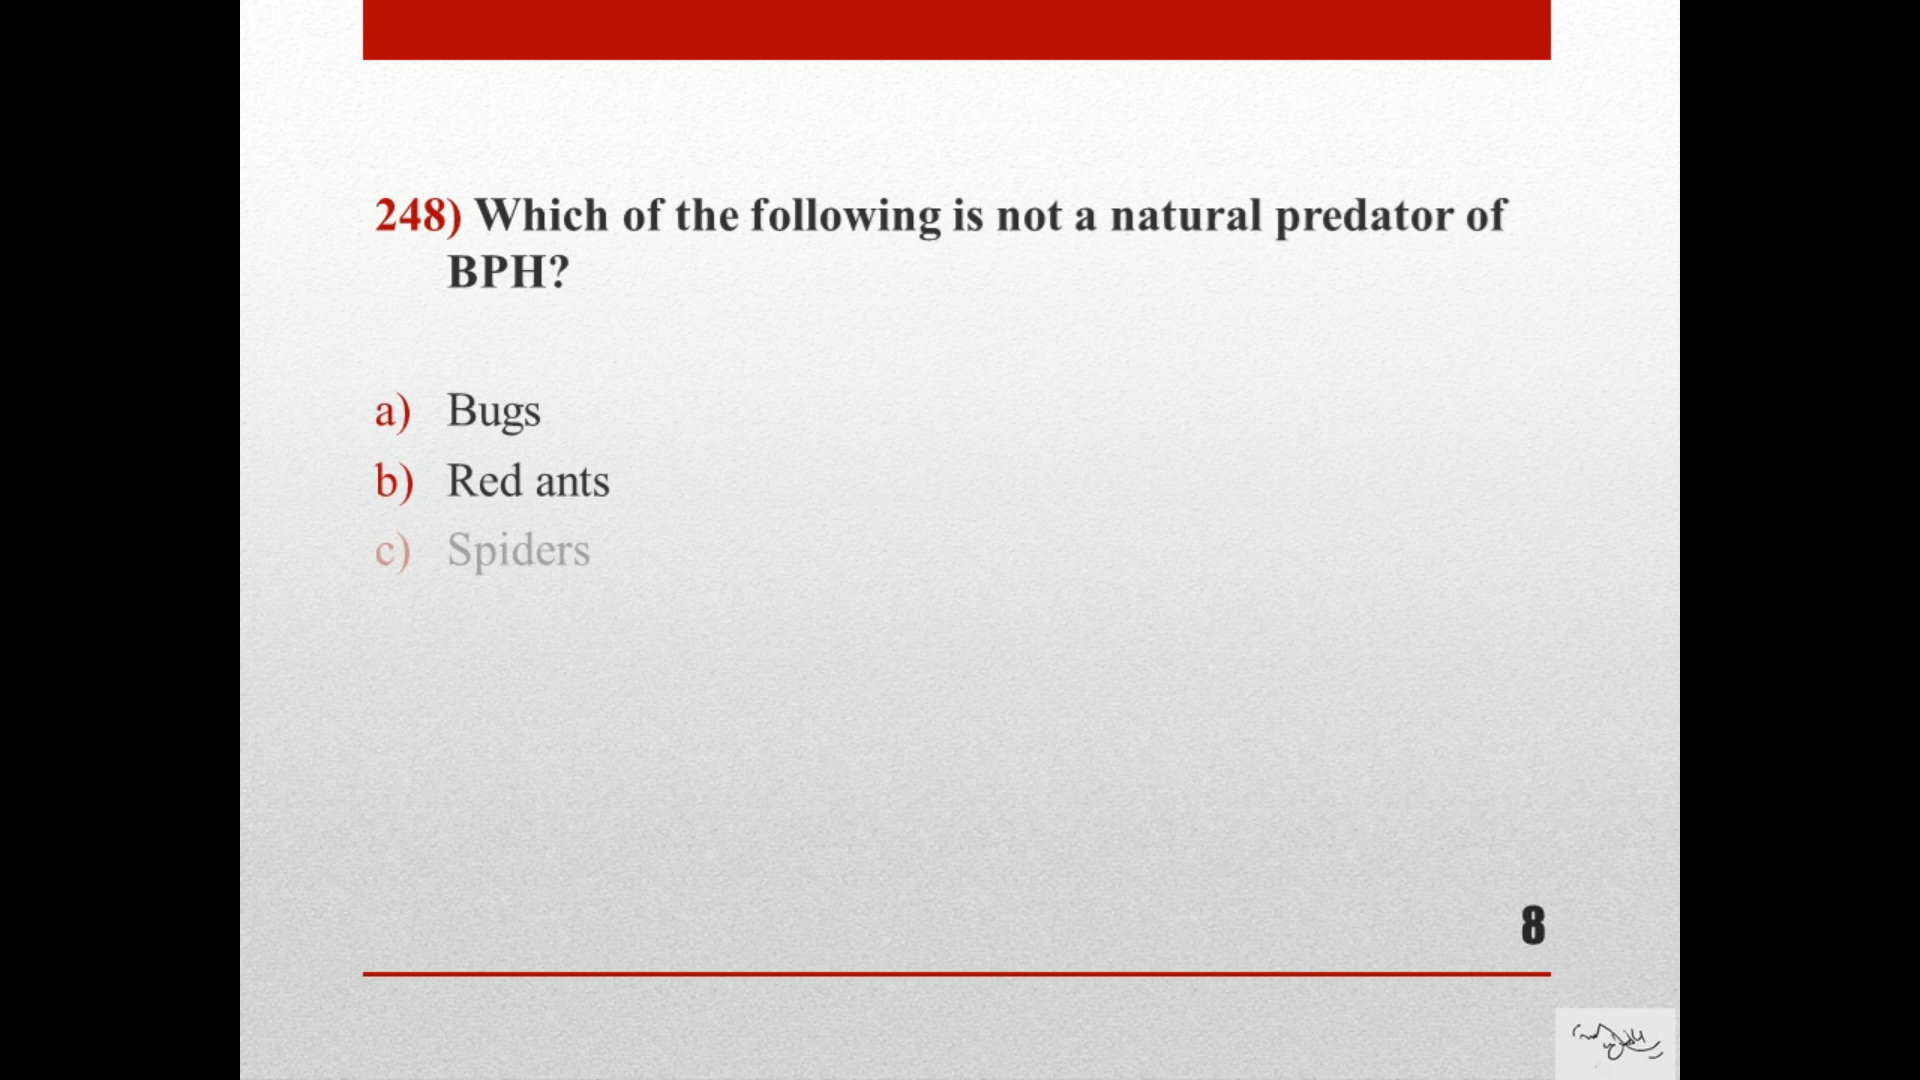 248) Which of the following is not a natural predator of
BPH?
a) Bugs
b) Red ants
c) Spiders
8